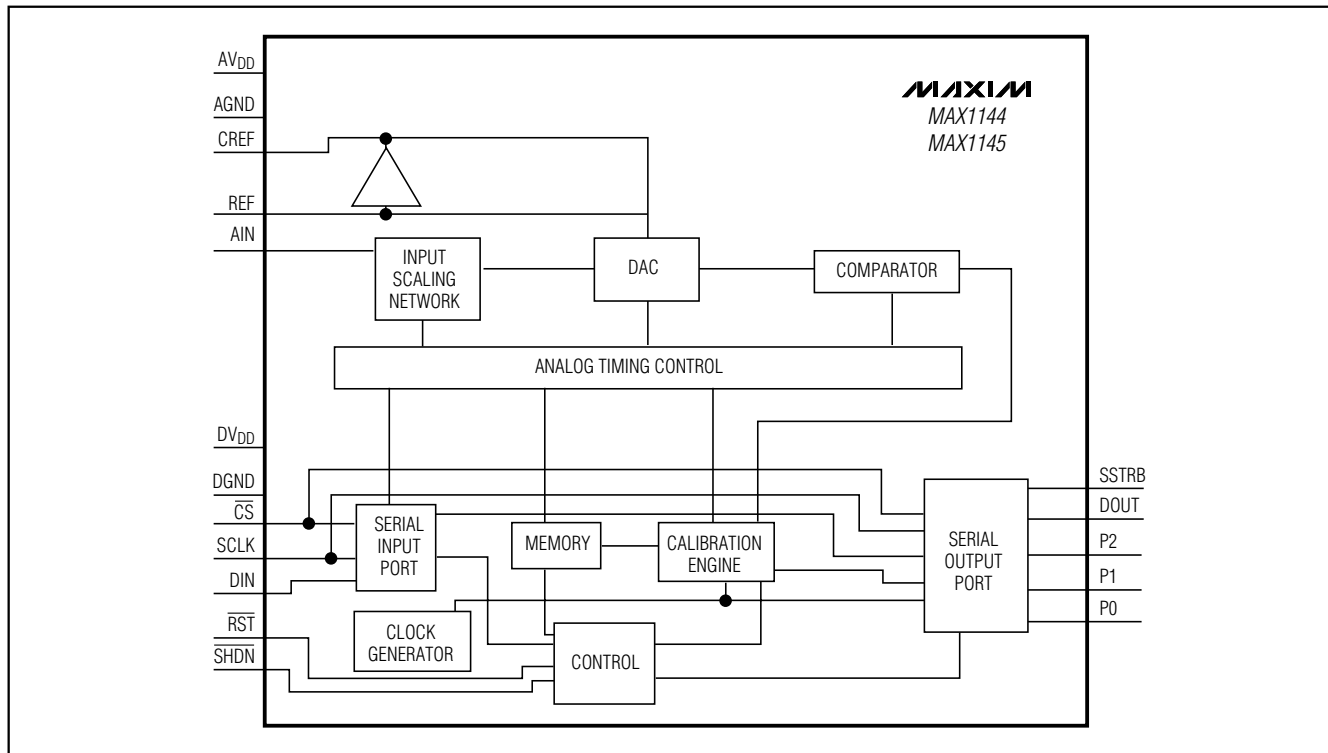 AVDD
AGND
CREF
REF
AIN
MAXIM
MAX1144
MAX1145
INPUT
SCALING
NETWORK
DAC
COMPARATOR
ANALOG TIMING CONTROL
DVDD
DGND
CS
SCLK
DIN
RST
SHDN
SERIAL
INPUT
PORT
MEMORY
CALIBRATION
ENGINE
CLOCK
GENERATOR
CONTROL
SERIAL
OUTPUT
PORT
SSTRB
DOUT
P2
P1
P0